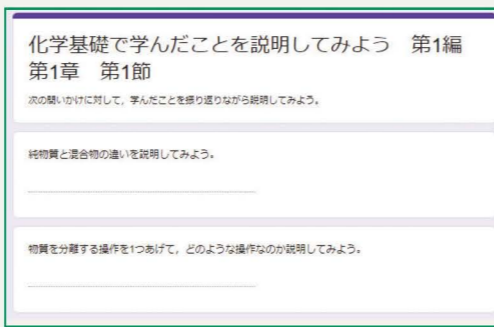 化学基礎で学んだことを説明してみよう　第1編
第1章　第1節
次の問いかけに対して，学んだことを振り返りながら説明してみよう。
純物質と混合物の違いを説明してみよう。
物質を分離する操作を1つあげて，どのような操作なのか説明してみよう。